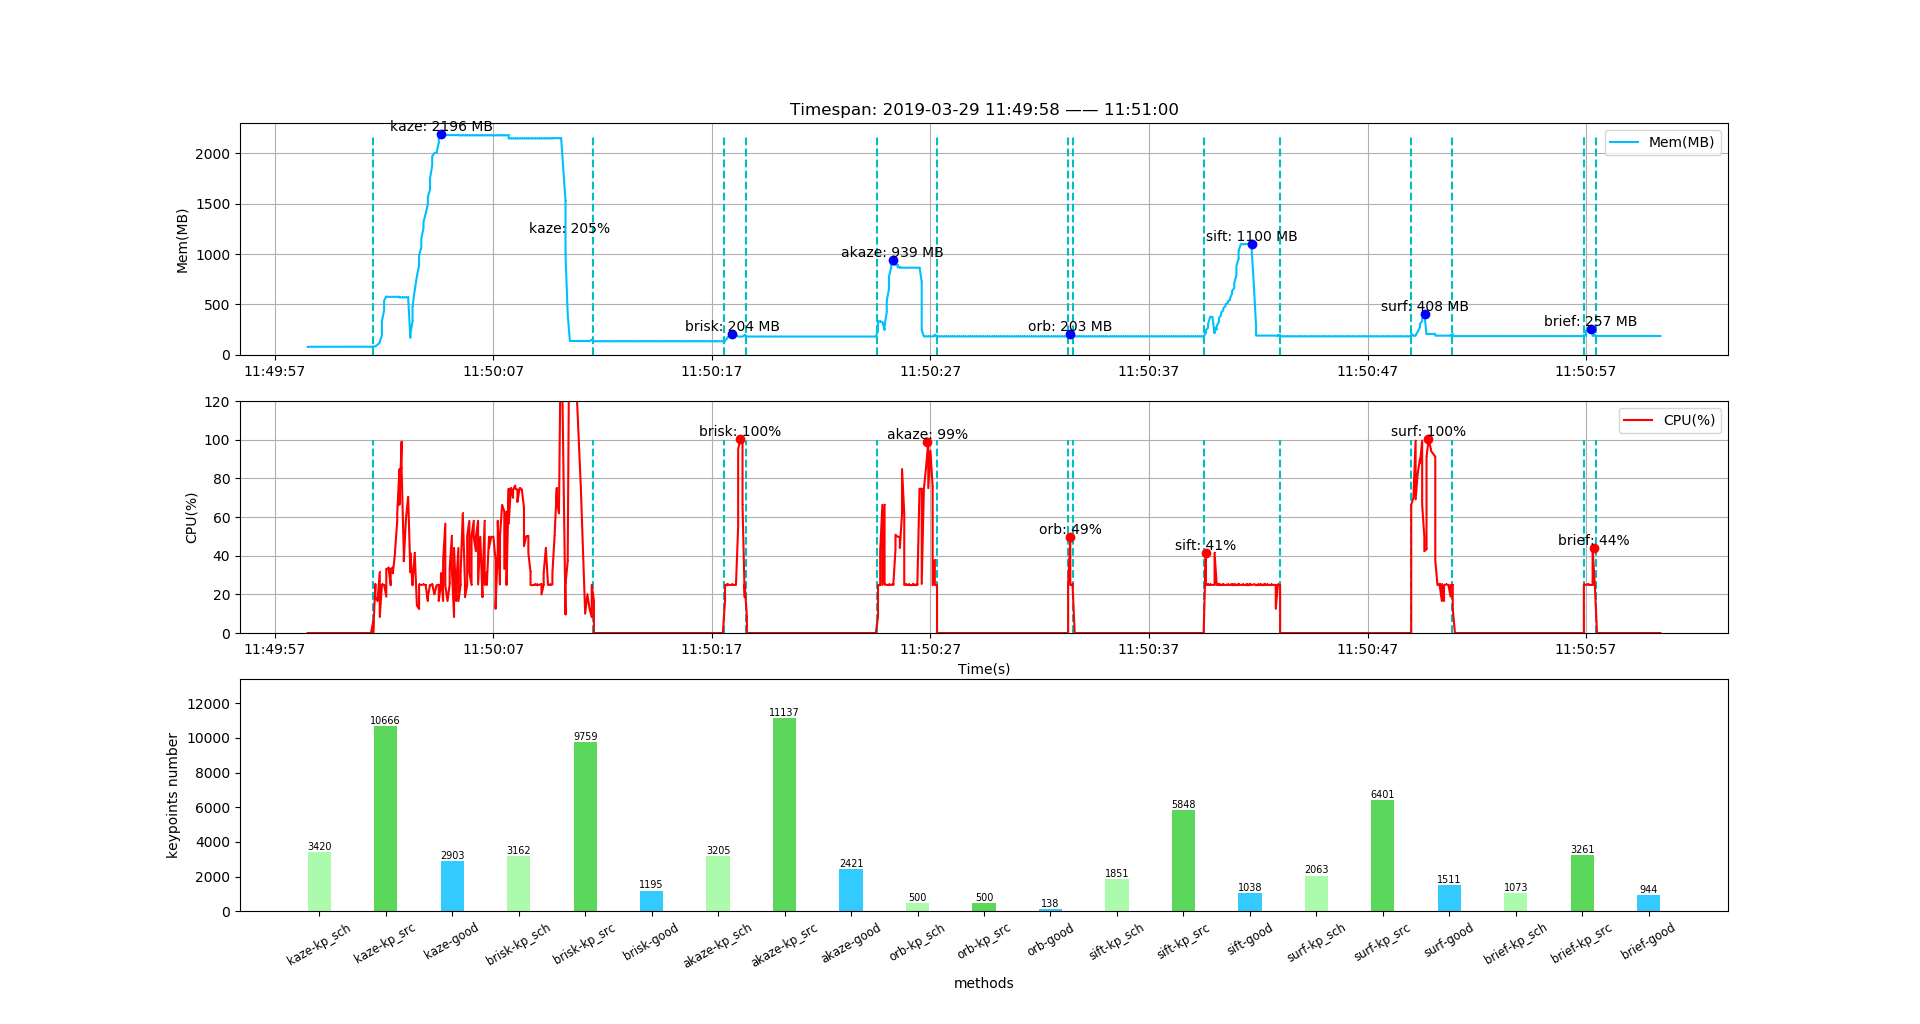 Timespan: 2019-03-29 11:49:58 —— 11:51:00
Mem(MB)
Mem(MB)
2000
1500
1000
500
0
kaze: 2196 MB
kaze: 205%
brisk: 204 MB
akaze: 939 MB
orb: 203 MB
sift: 1100 MB
surf: 408 MB
brief: 257 MB
11:49:57 11:50:07 11:50:17 11:50:27 11:50:37 11:50:47 11:50:57
CPU(%)
CPU(%)
120
100
80
60
40
20
0
brisk: 100%
akaze: 99%
orb: 49%
sift: 41%
surf: 100%
brief: 44%
11:49:57 11:50:07 11:50:17 11:50:27 11:50:37 11:50:47 11:50:57
Time(s)
keypoints number
12000
10000
8000
6000
4000
2000
0
3420 10666 2903 3162 9759 1195 3205 11137 2421 500 500 138 1851 5848 1038 2063 6401 1511 1073 3261 944
kaze-kp_sch kaze-kp_src kaze-good brisk-kp_sch brisk-kp_src brisk-good akaze-kp_sch akaze-kp_src akaze-good orb-kp_sch orb-kp_src orb-good sift-kp_sch sift-kp_src sift-good surf-kp_sch surf-kp_src surf-good brief-kp_sch brief-kp_src brief-good
methods